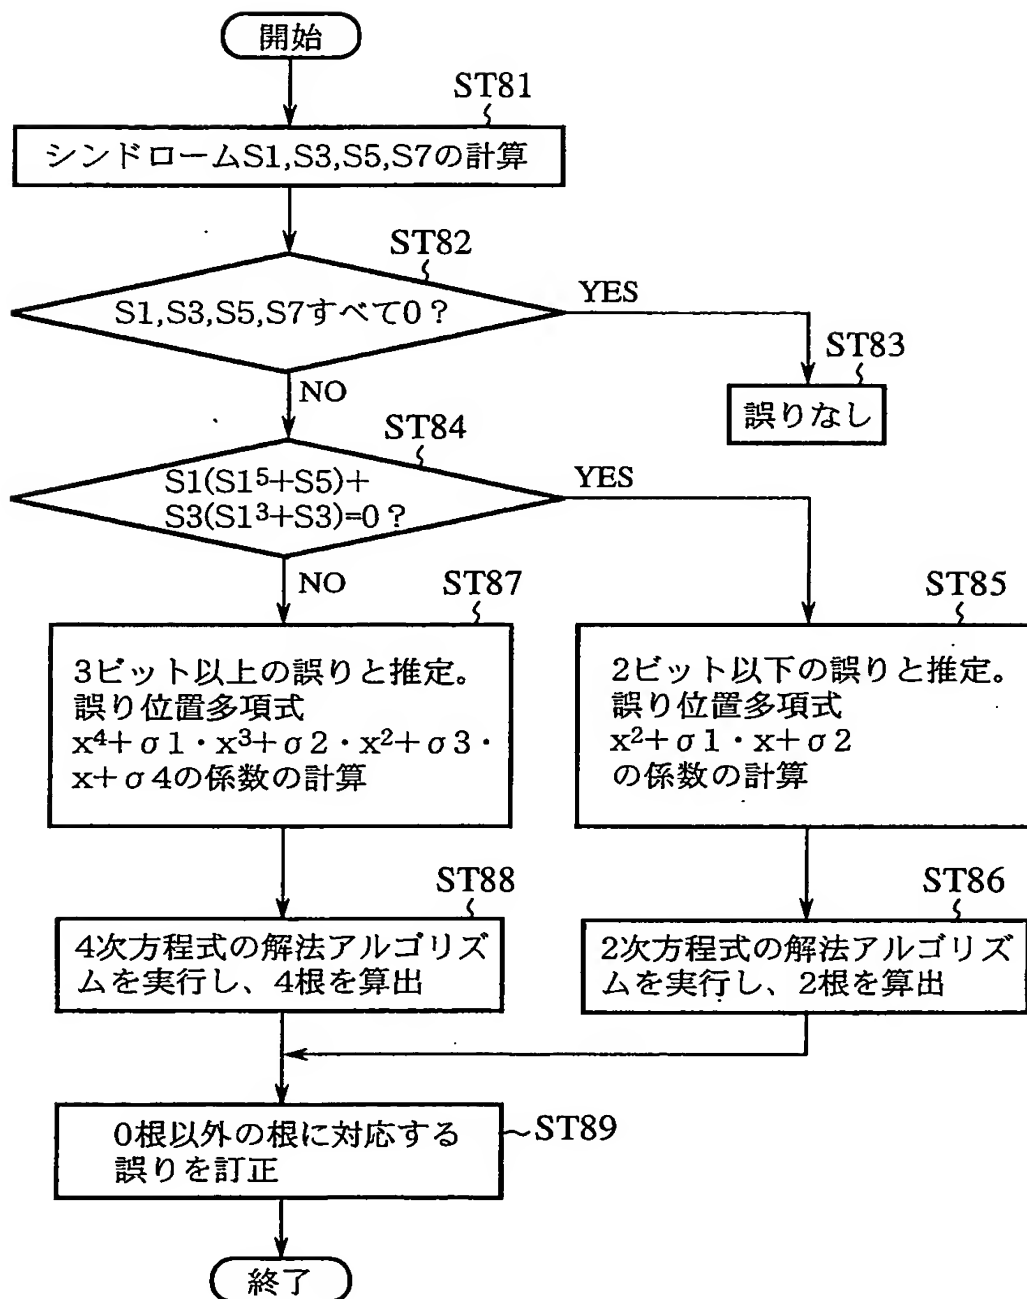 開始
ST81
シンドロームS1,S3,S5,S7の計算
ST82
S1,S3,S5,S7すべて0？
YES
ST83
誤りなし
NO
ST84
S1(S1⁵+S5)+
S3(S1³+S3)=0？
YES
NO
ST87
3ビット以上の誤りと推定。
誤り位置多項式
x⁴+σ1・x³+σ2・x²+σ3・
x+σ4の係数の計算
ST85
2ビット以下の誤りと推定。
誤り位置多項式
x²+σ1・x+σ2
の係数の計算
ST88
4次方程式の解法アルゴリズ
ムを実行し、4根を算出
ST86
2次方程式の解法アルゴリズ
ムを実行し、2根を算出
0根以外の根に対応する
誤りを訂正
ST89
終了